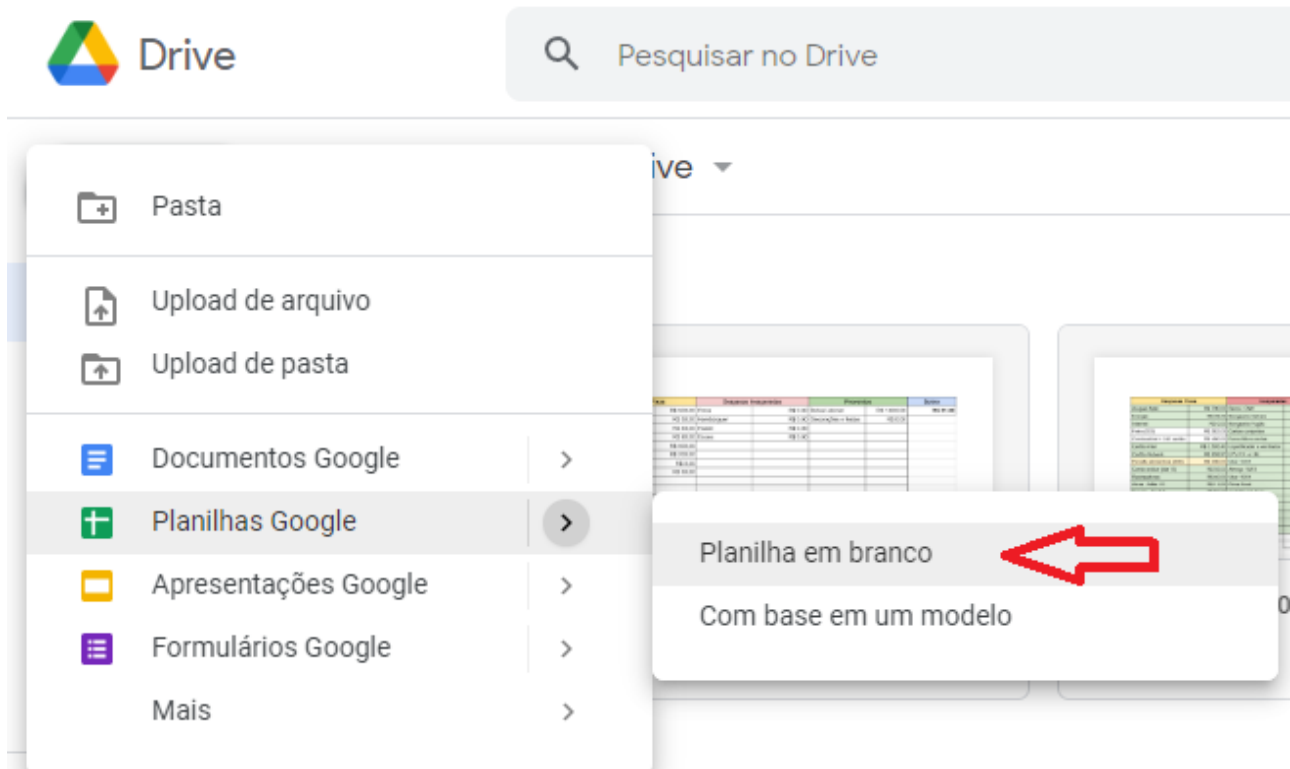 Drive
Pesquisar no Drive
ive
Pasta
Upload de arquivo
Upload de pasta
Documentos Google
Planilhas Google
Planilha em branco
Apresentações Google
Com base em um modelo
Formulários Google
Mais